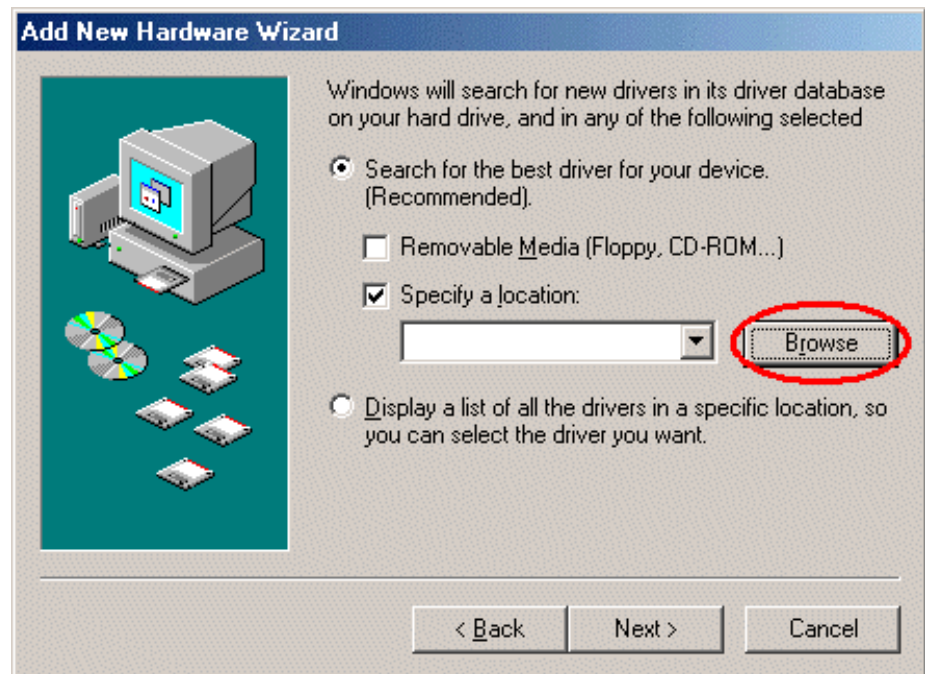 Add New Hardware Wizard
Windows will search for new drivers in its driver database
on your hard drive, and in any of the following selected
Search for the best driver for your device.
(Recommended).
Removable Media (Floppy, CD-ROM...)
Specify a location:
Browse
Display a list of all the drivers in a specific location, so
you can select the driver you want.
< Back
Next >
Cancel